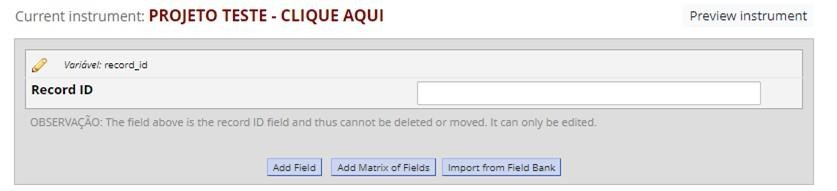 Current instrument: PROJETO TESTE - CLIQUE AQUI Preview instrument
Variável: record_id
Record ID
OBSERVAÇÃO: The field above is the record ID field and thus cannot be deleted or moved. It can only be edited.
Add Field Add Matrix of Fields Import from Field Bank